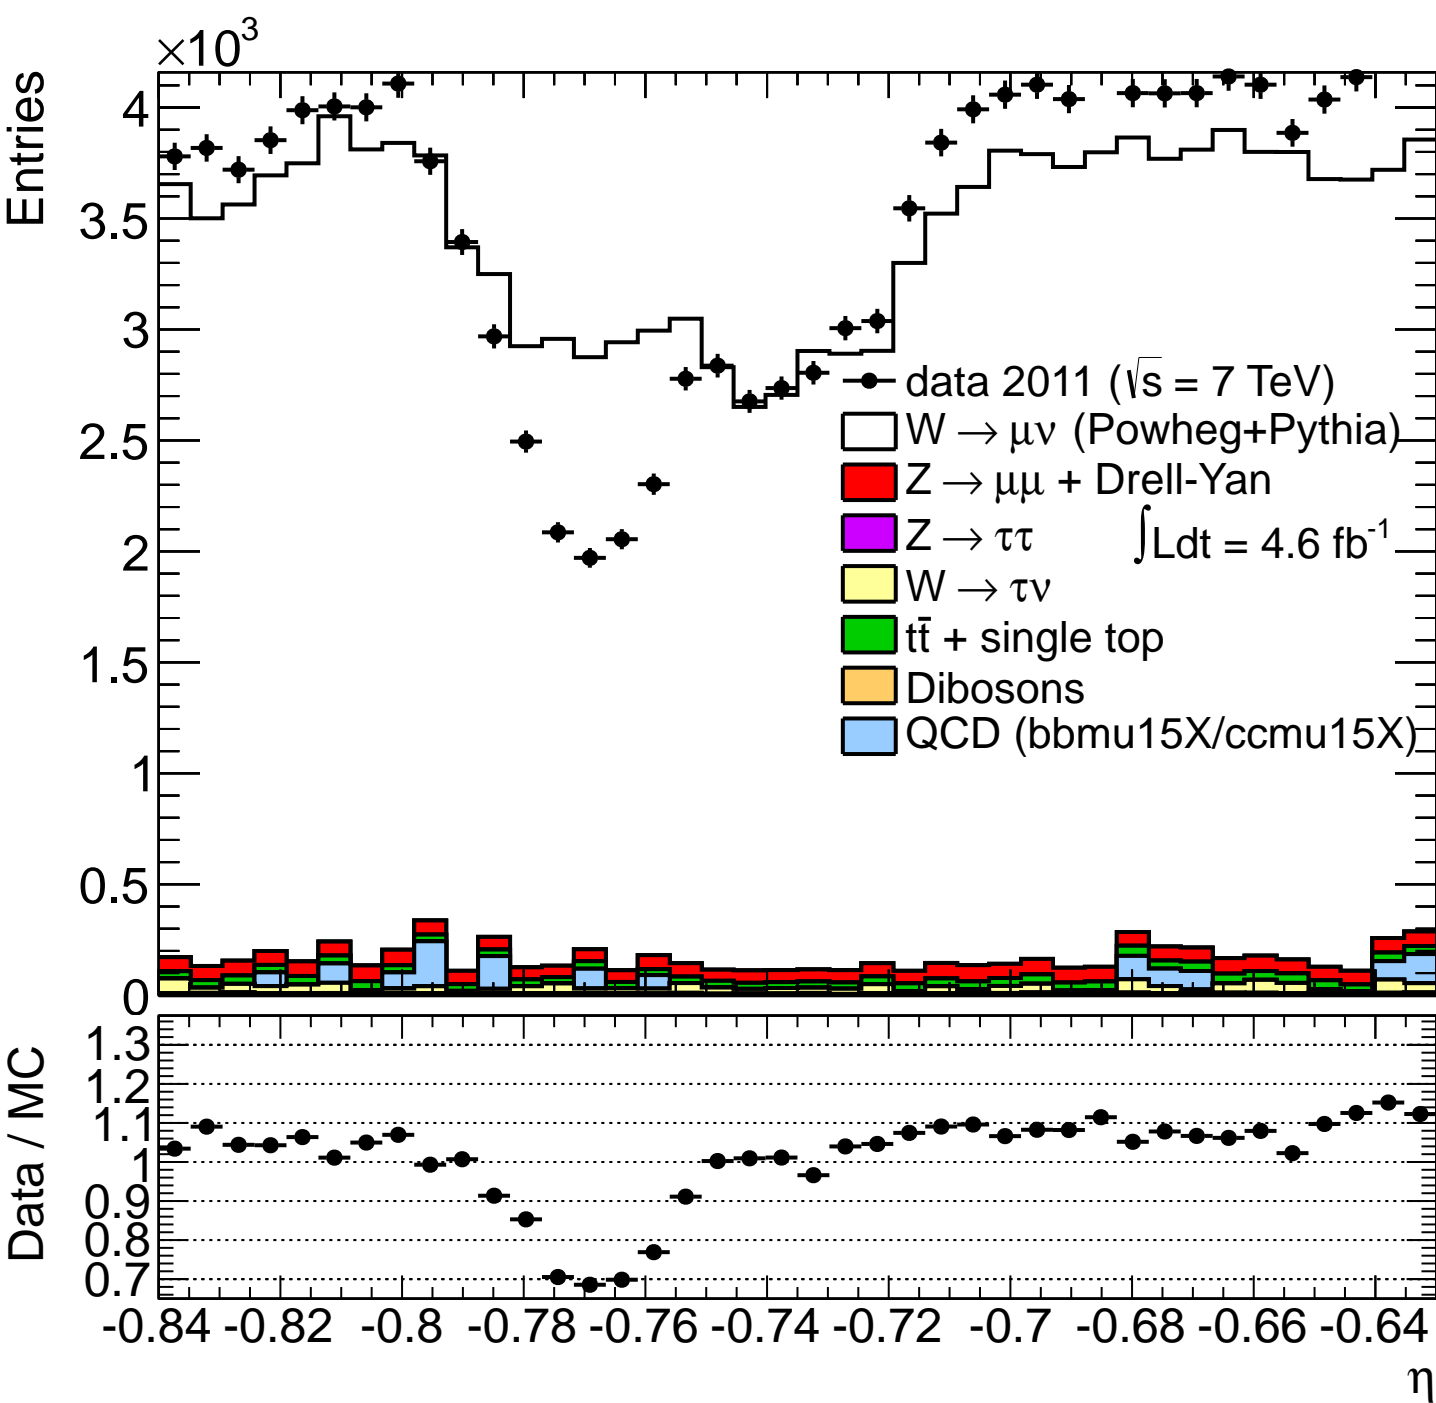 ×10³
Entries
4
3.5
3
2.5
2
1.5
1
0.5
0
data 2011 (√s = 7 TeV)
W → μν (Powheg+Pythia)
Z → μμ + Drell-Yan
Z → ττ
∫Ldt = 4.6 fb⁻¹
W → τν
tt̄ + single top
Dibosons
QCD (bbmu15X/ccmu15X)
Data / MC
1.3
1.2
1.1
1
0.9
0.8
0.7
-0.84 -0.82 -0.8 -0.78 -0.76 -0.74 -0.72 -0.7 -0.68 -0.66 -0.64
η